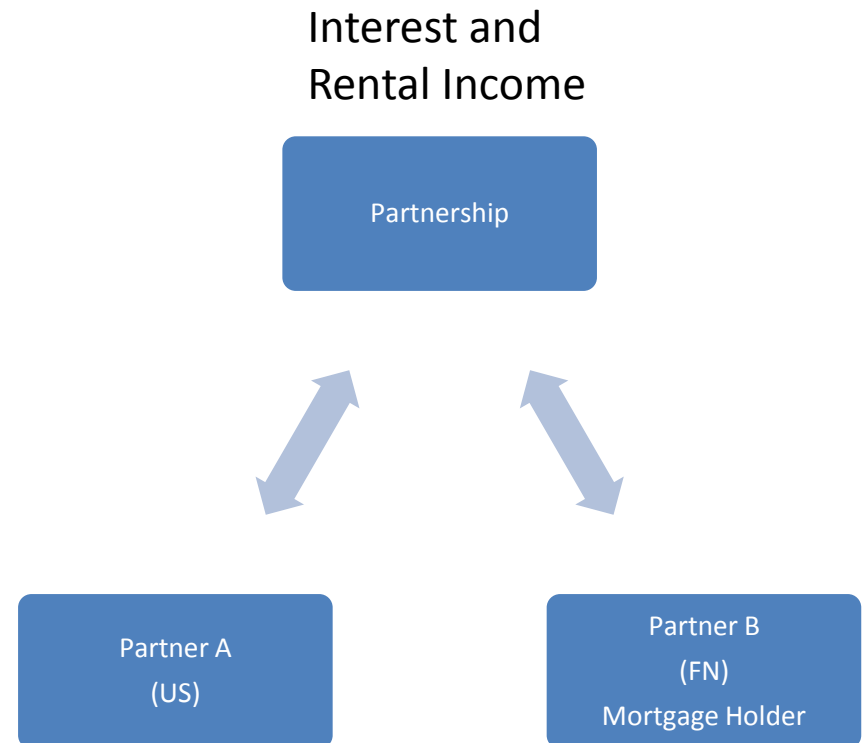 Interest and
Rental Income
Partnership
Partner A
(US)
Partner B
(FN)
Mortgage Holder